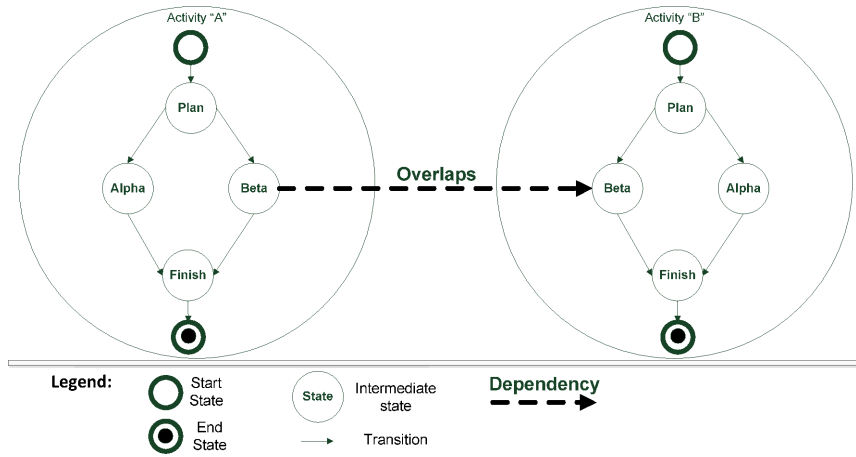 Activity "A"
Plan
Alpha
Beta
Finish
Overlaps
Activity "B"
Plan
Beta
Alpha
Finish
Legend:
Start
State
End
State
State
Intermediate
state
Transition
Dependency